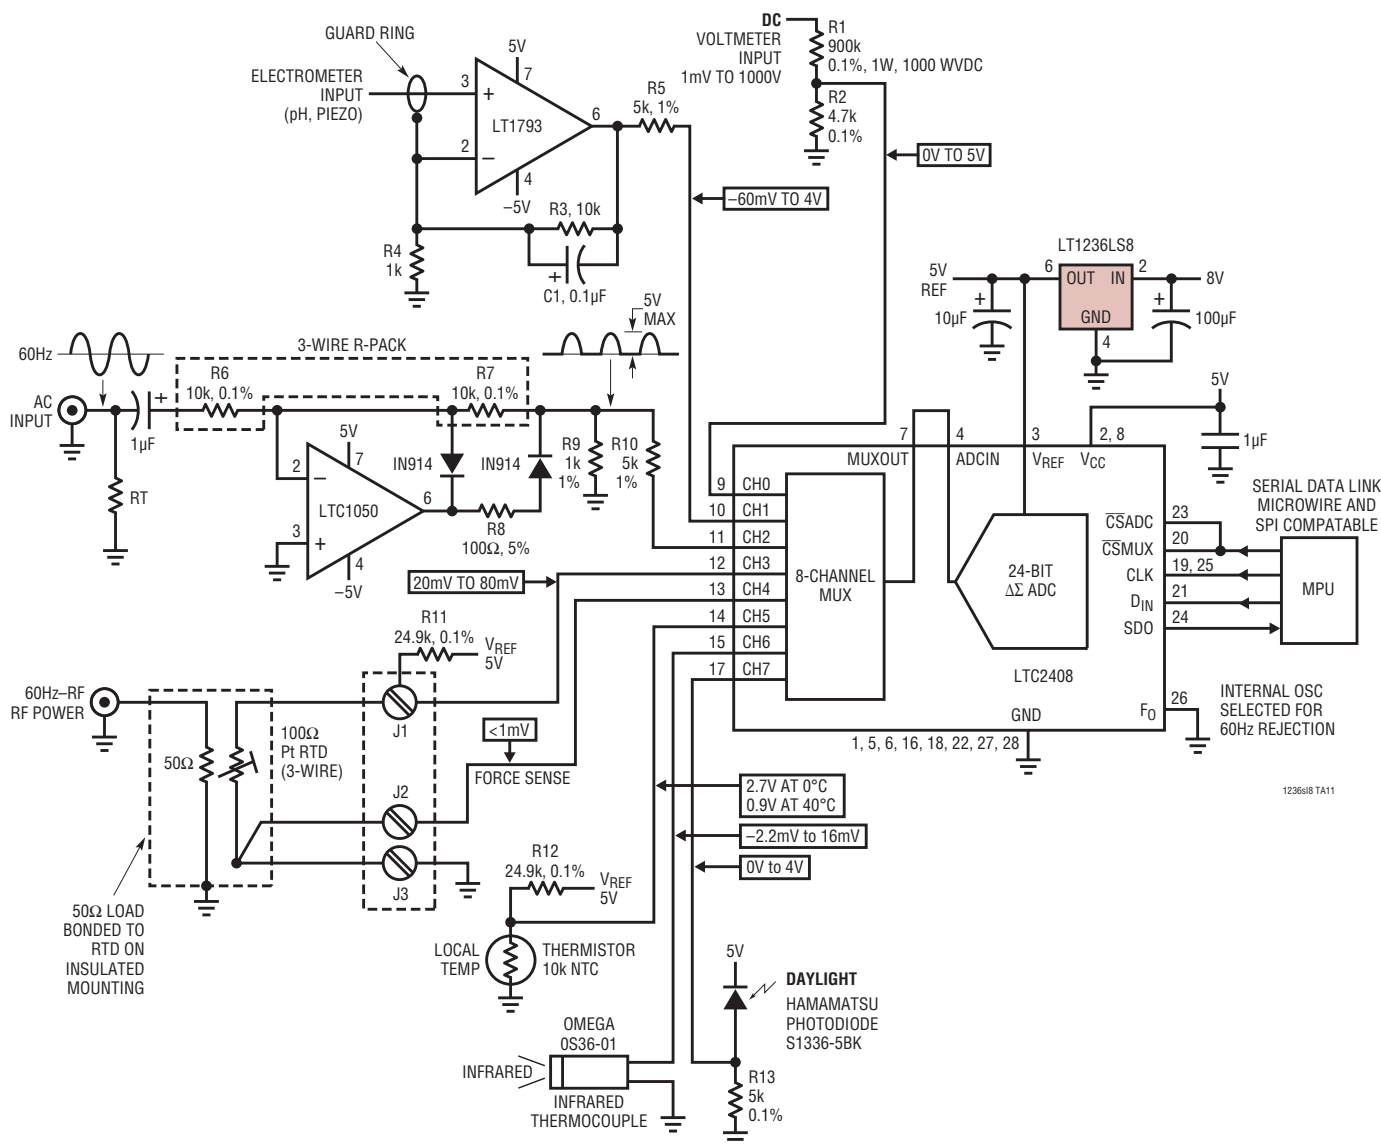 GUARD RING
ELECTROMETER
INPUT
(pH, PIEZO)
3
+
2
–
5V
7
LT1793
6
4
–5V
R5
5k, 1%
R3, 10k
R4
1k
+
C1, 0.1µF
DC
VOLTMETER
INPUT
1mV TO 1000V
R1
900k
0.1%, 1W, 1000 WVDC
R2
4.7k
0.1%
0V TO 5V
–60mV TO 4V
LT1236LS8
5V
REF
6
OUT
IN
2
8V
GND
4
+
10µF
+
100µF
5V
1µF
60Hz
AC
INPUT
1µF
+
RT
3-WIRE R-PACK
R6
10k, 0.1%
R7
10k, 0.1%
5V
MAX
2
–
3
+
5V
7
LTC1050
6
4
–5V
IN914
IN914
R8
100Ω, 5%
R9
1k
1%
R10
5k
1%
20mV TO 80mV
7
MUXOUT
4
ADCIN
3
VREF
2, 8
VCC
9
CH0
10
CH1
11
CH2
12
CH3
13
CH4
14
CH5
15
CH6
17
CH7
8-CHANNEL
MUX
24-BIT
ΔΣ ADC
LTC2408
GND
1, 5, 6, 16, 18, 22, 27, 28
CSADC
23
CSMUX
20
CLK
19, 25
DIN
21
SDO
24
FO
26
SERIAL DATA LINK
MICROWIRE AND
SPI COMPATABLE
MPU
INTERNAL OSC
SELECTED FOR
60Hz REJECTION
1236sl8 TA11
60Hz–RF
RF POWER
50Ω
100Ω
Pt RTD
(3-WIRE)
R11
24.9k, 0.1%
VREF
5V
J1
J2
J3
<1mV
FORCE SENSE
50Ω LOAD
BONDED TO
RTD ON
INSULATED
MOUNTING
2.7V AT 0°C
0.9V AT 40°C
–2.2mV to 16mV
0V to 4V
R12
24.9k, 0.1%
VREF
5V
LOCAL
TEMP
THERMISTOR
10k NTC
OMEGA
0S36-01
INFRARED
INFRARED
THERMOCOUPLE
5V
DAYLIGHT
HAMAMATSU
PHOTODIODE
S1336-5BK
R13
5k
0.1%